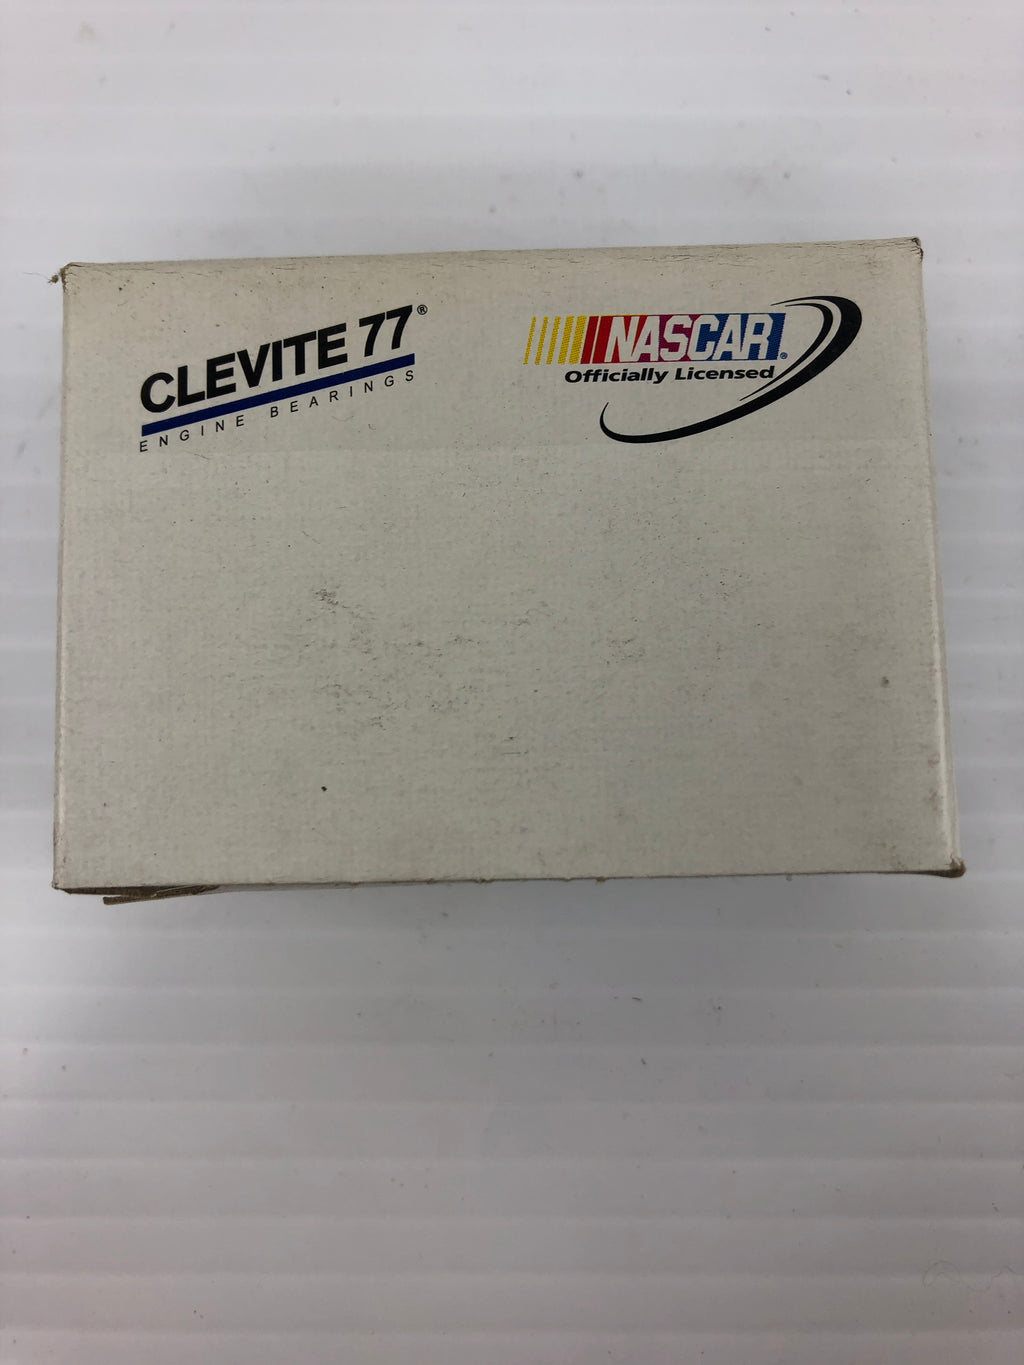 CLEVITE 77®
ENGINE BEARINGS
NASCAR®
Officially Licensed